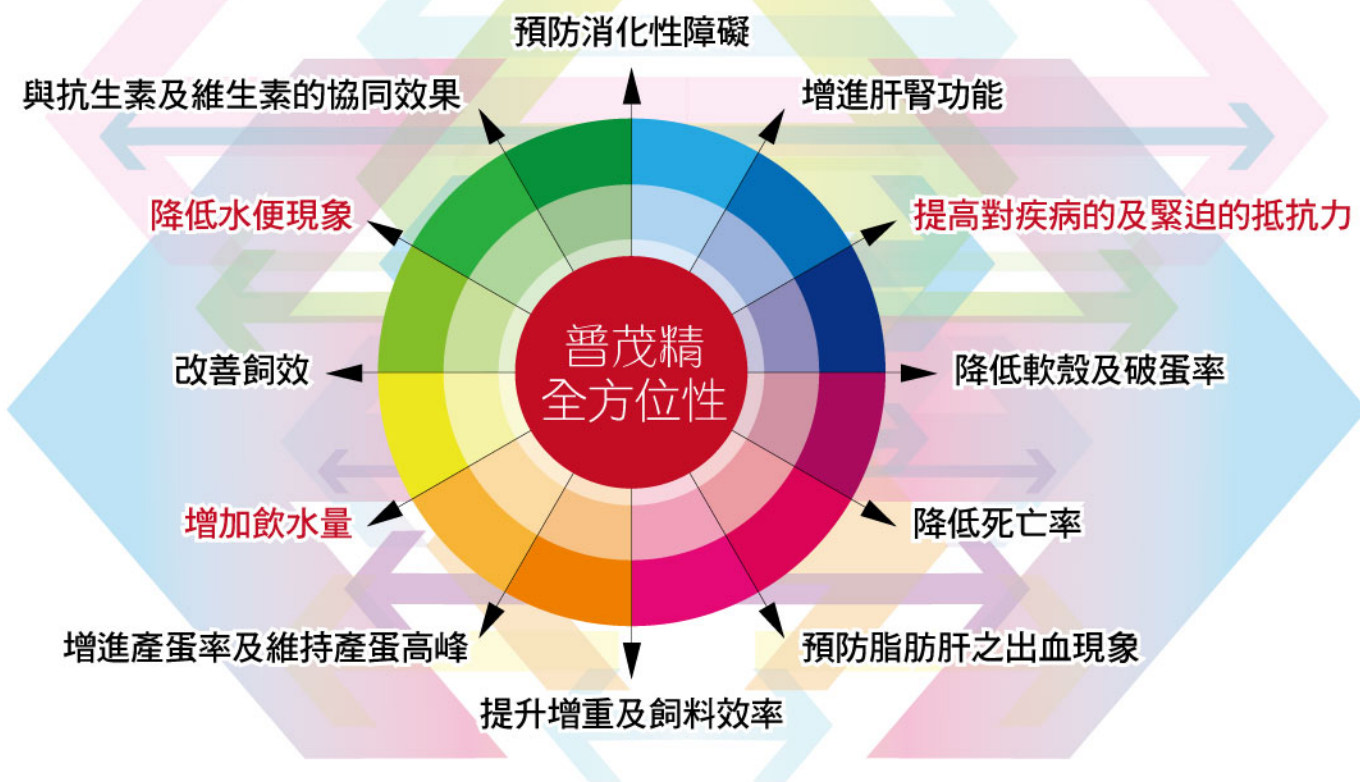 預防消化性障礙
與抗生素及維生素的協同效果
增進肝腎功能
降低水便現象
提高對疾病的及緊迫的抵抗力
普茂精
全方位性
改善飼效
降低軟殼及破蛋率
增加飲水量
降低死亡率
增進產蛋率及維持產蛋高峰
預防脂肪肝之出血現象
提升增重及飼料效率